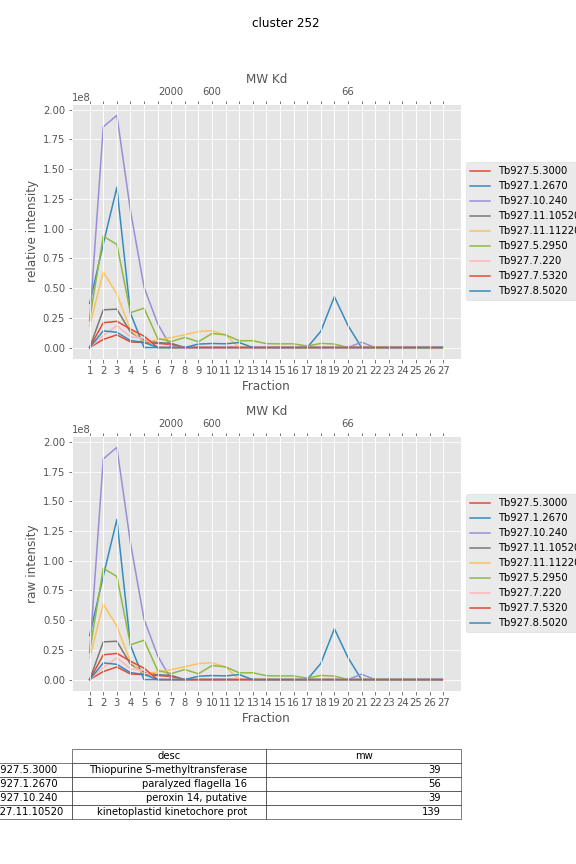 cluster 252
MW Kd
1e8 2000 600 66
2.00
1.75
1.50
1.25
1.00
0.75
0.50
0.25
0.00
relative intensity
1 2 3 4 5 6 7 8 9 10 11 12 13 14 15 16 17 18 19 20 21 22 23 24 25 26 27
Fraction
Tb927.5.3000
Tb927.1.2670
Tb927.10.240
Tb927.11.10520
Tb927.11.11220
Tb927.5.2950
Tb927.7.220
Tb927.7.5320
Tb927.8.5020
MW Kd
1e8 2000 600 66
2.00
1.75
1.50
1.25
1.00
0.75
0.50
0.25
0.00
raw intensity
1 2 3 4 5 6 7 8 9 10 11 12 13 14 15 16 17 18 19 20 21 22 23 24 25 26 27
Fraction
Tb927.5.3000
Tb927.1.2670
Tb927.10.240
Tb927.11.10520
Tb927.11.11220
Tb927.5.2950
Tb927.7.220
Tb927.7.5320
Tb927.8.5020
desc mw
927.5.3000 Thiopurine S-methyltransferase 39
927.1.2670 paralyzed flagella 16 56
927.10.240 peroxin 14, putative 39
27.11.10520 kinetoplastid kinetochore prot 139